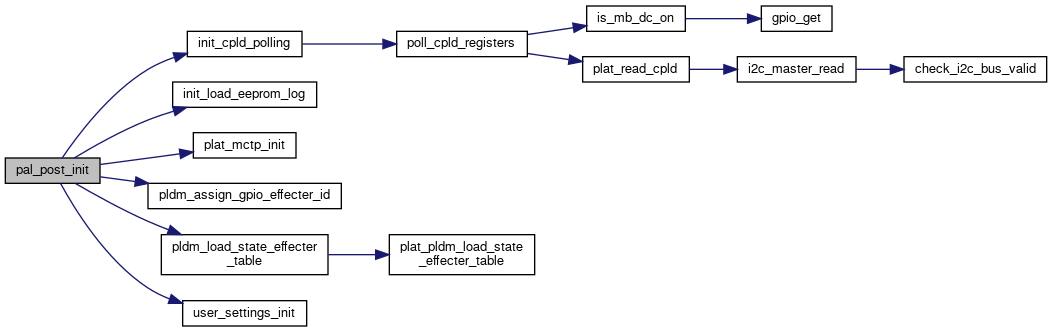 is_mb_dc_on
gpio_get
init_cpld_polling
poll_cpld_registers
plat_read_cpld
i2c_master_read
check_i2c_bus_valid
init_load_eeprom_log
plat_mctp_init
pal_post_init
pldm_assign_gpio_effecter_id
pldm_load_state_effecter
_table
plat_pldm_load_state
_effecter_table
user_settings_init